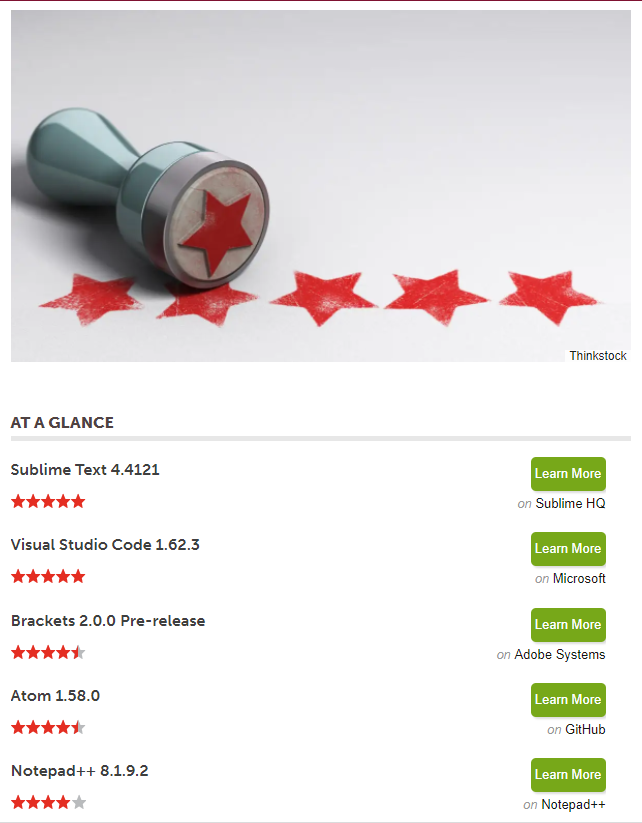 Thinkstock
AT A GLANCE
Sublime Text 4.4121
Learn More
on Sublime HQ
Visual Studio Code 1.62.3
Learn More
on Microsoft
Brackets 2.0.0 Pre-release
Learn More
on Adobe Systems
Atom 1.58.0
Learn More
on GitHub
Notepad++ 8.1.9.2
Learn More
on Notepad++